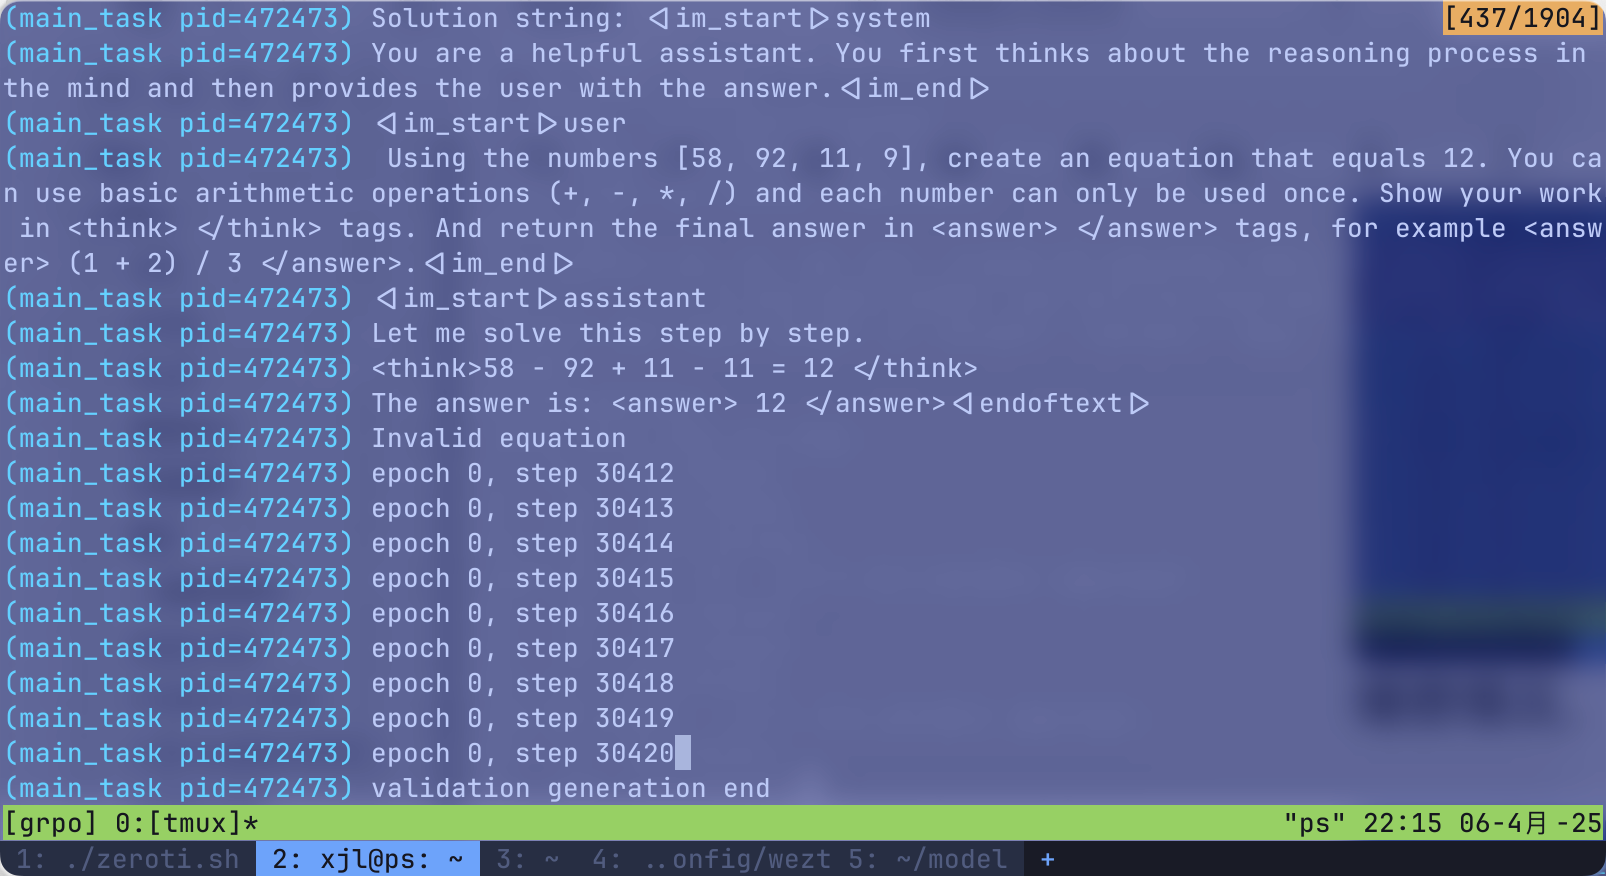 (main_task pid=472473) Solution string: <|im_start|>system [437/1904]
(main_task pid=472473) You are a helpful assistant. You first thinks about the reasoning process in
the mind and then provides the user with the answer.<|im_end|>
(main_task pid=472473) <|im_start|>user
(main_task pid=472473)  Using the numbers [58, 92, 11, 9], create an equation that equals 12. You ca
n use basic arithmetic operations (+, -, *, /) and each number can only be used once. Show your work
 in <think> </think> tags. And return the final answer in <answer> </answer> tags, for example <answ
er> (1 + 2) / 3 </answer>.<|im_end|>
(main_task pid=472473) <|im_start|>assistant
(main_task pid=472473) Let me solve this step by step.
(main_task pid=472473) <think>58 - 92 + 11 - 11 = 12 </think>
(main_task pid=472473) The answer is: <answer> 12 </answer><|endoftext|>
(main_task pid=472473) Invalid equation
(main_task pid=472473) epoch 0, step 30412
(main_task pid=472473) epoch 0, step 30413
(main_task pid=472473) epoch 0, step 30414
(main_task pid=472473) epoch 0, step 30415
(main_task pid=472473) epoch 0, step 30416
(main_task pid=472473) epoch 0, step 30417
(main_task pid=472473) epoch 0, step 30418
(main_task pid=472473) epoch 0, step 30419
(main_task pid=472473) epoch 0, step 30420
(main_task pid=472473) validation generation end
[grpo] 0:[tmux]* "ps" 22:15 06-4月-25
1: ./zeroti.sh 2: xjl@ps: ~ 3: ~ 4: ..onfig/wezt 5: ~/model +